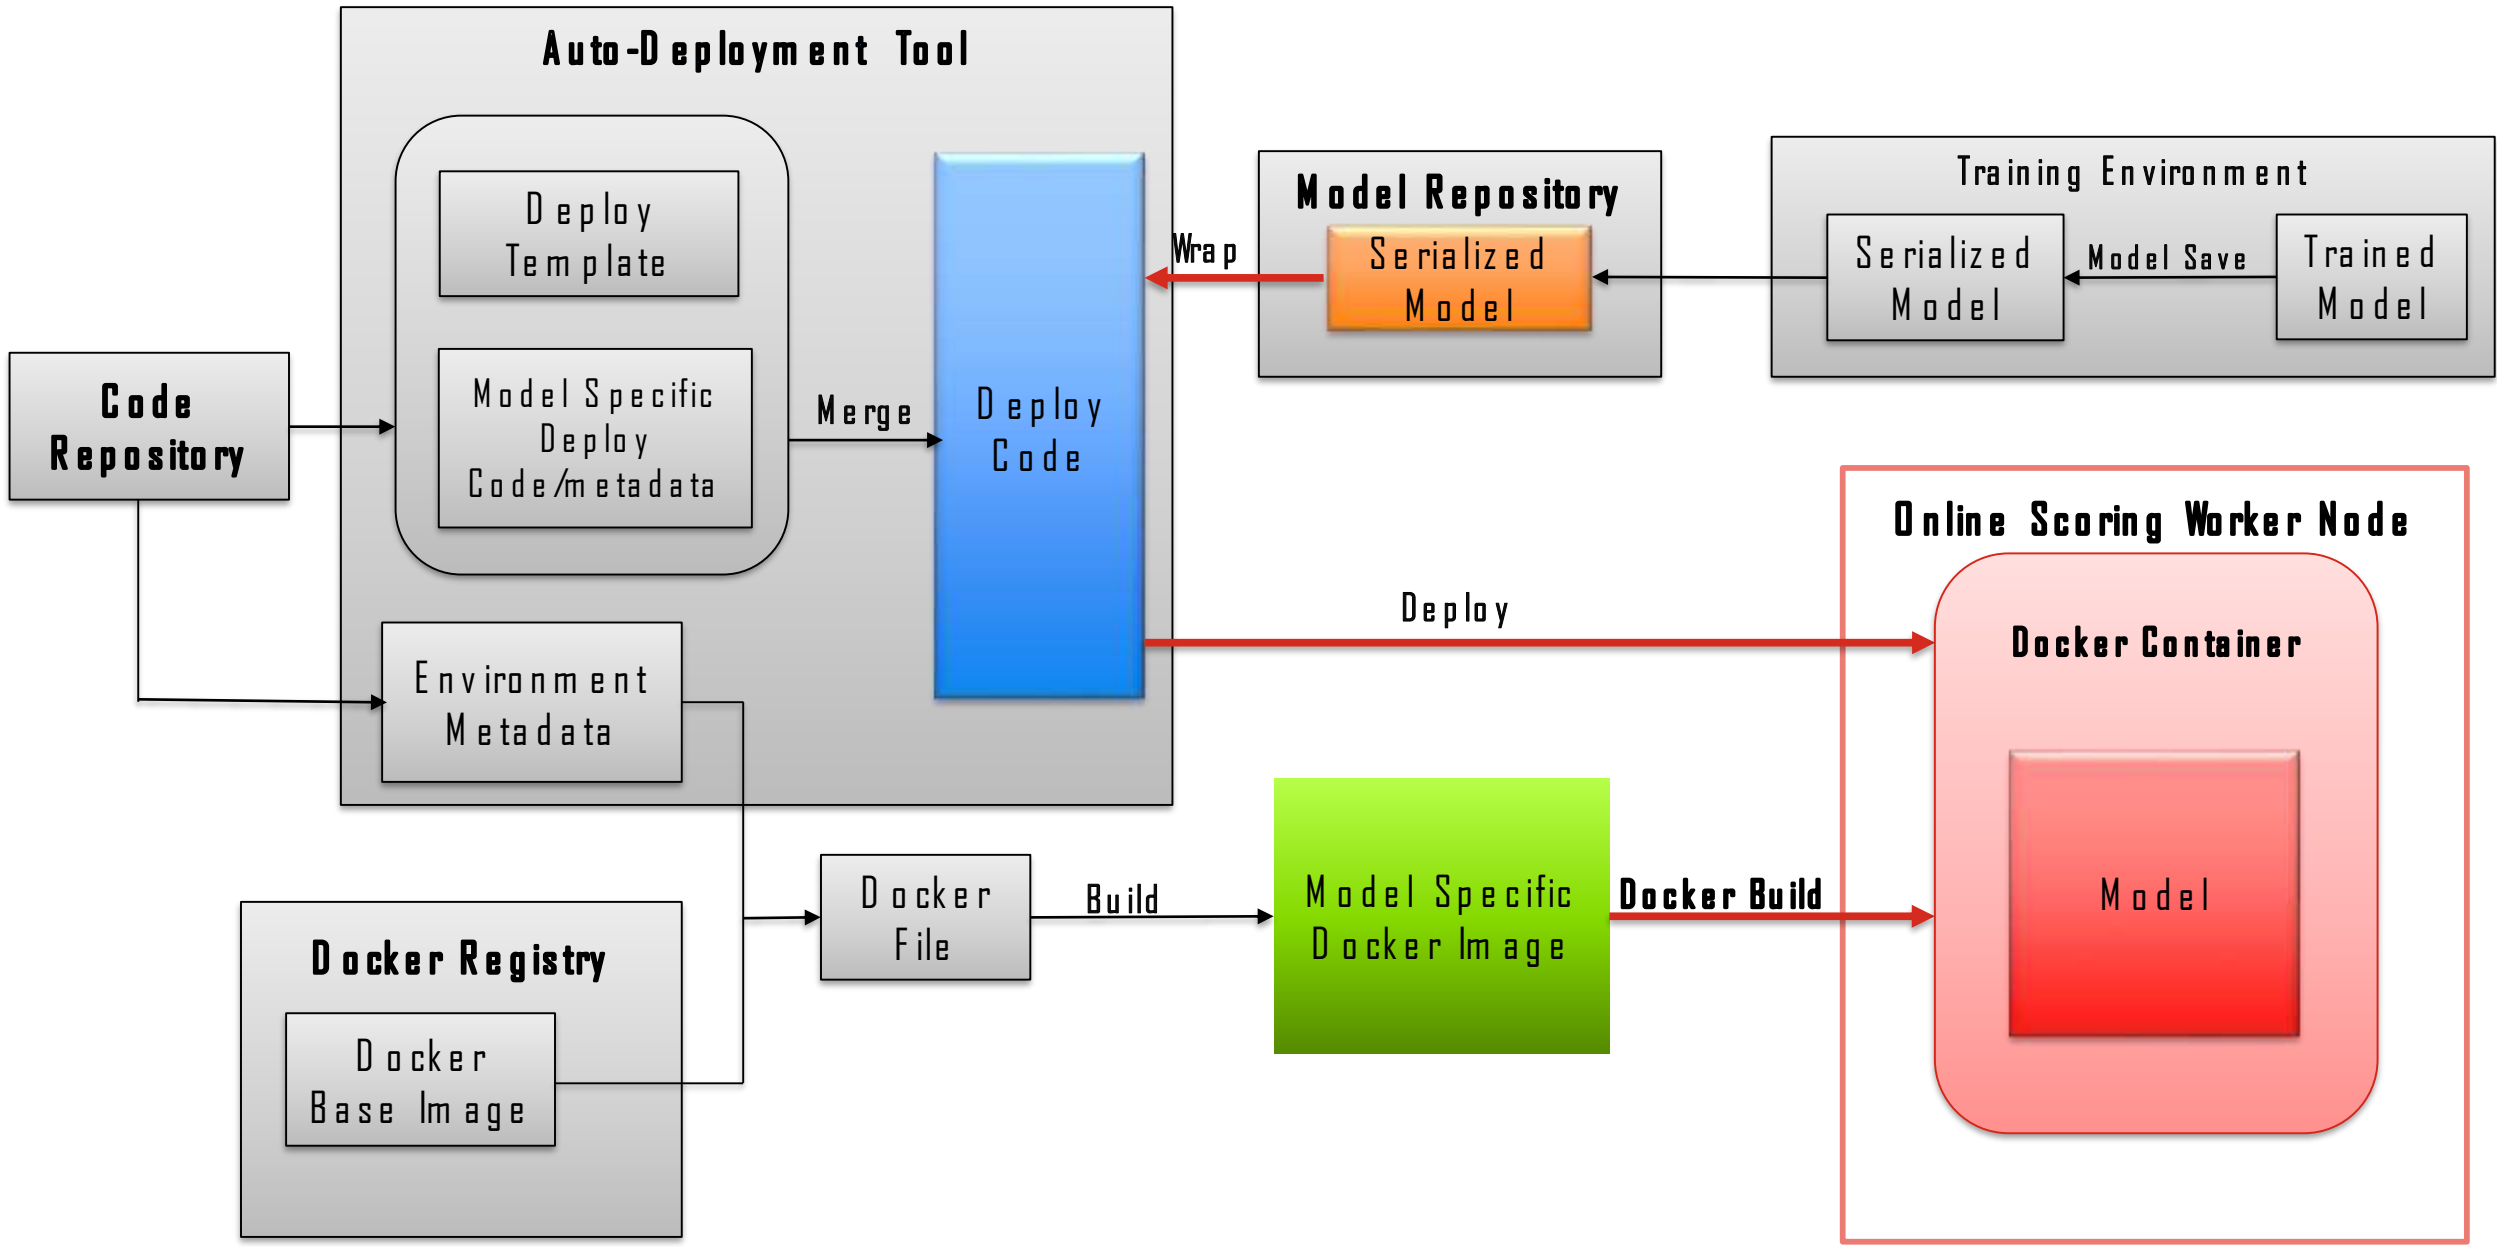 Auto-Deployment Tool
Deploy
Template
Model Specific
Deploy
Code/metadata
Merge
Deploy
Code
Wrap
Model Repository
Serialized
Model
Training Environment
Serialized
Model
Model Save
Trained
Model
Code
Repository
Environment
Metadata
Deploy
Online Scoring Worker Node
Docker Container
Model
Docker Registry
Docker
Base Image
Docker
File
Build
Model Specific
Docker Image
Docker Build